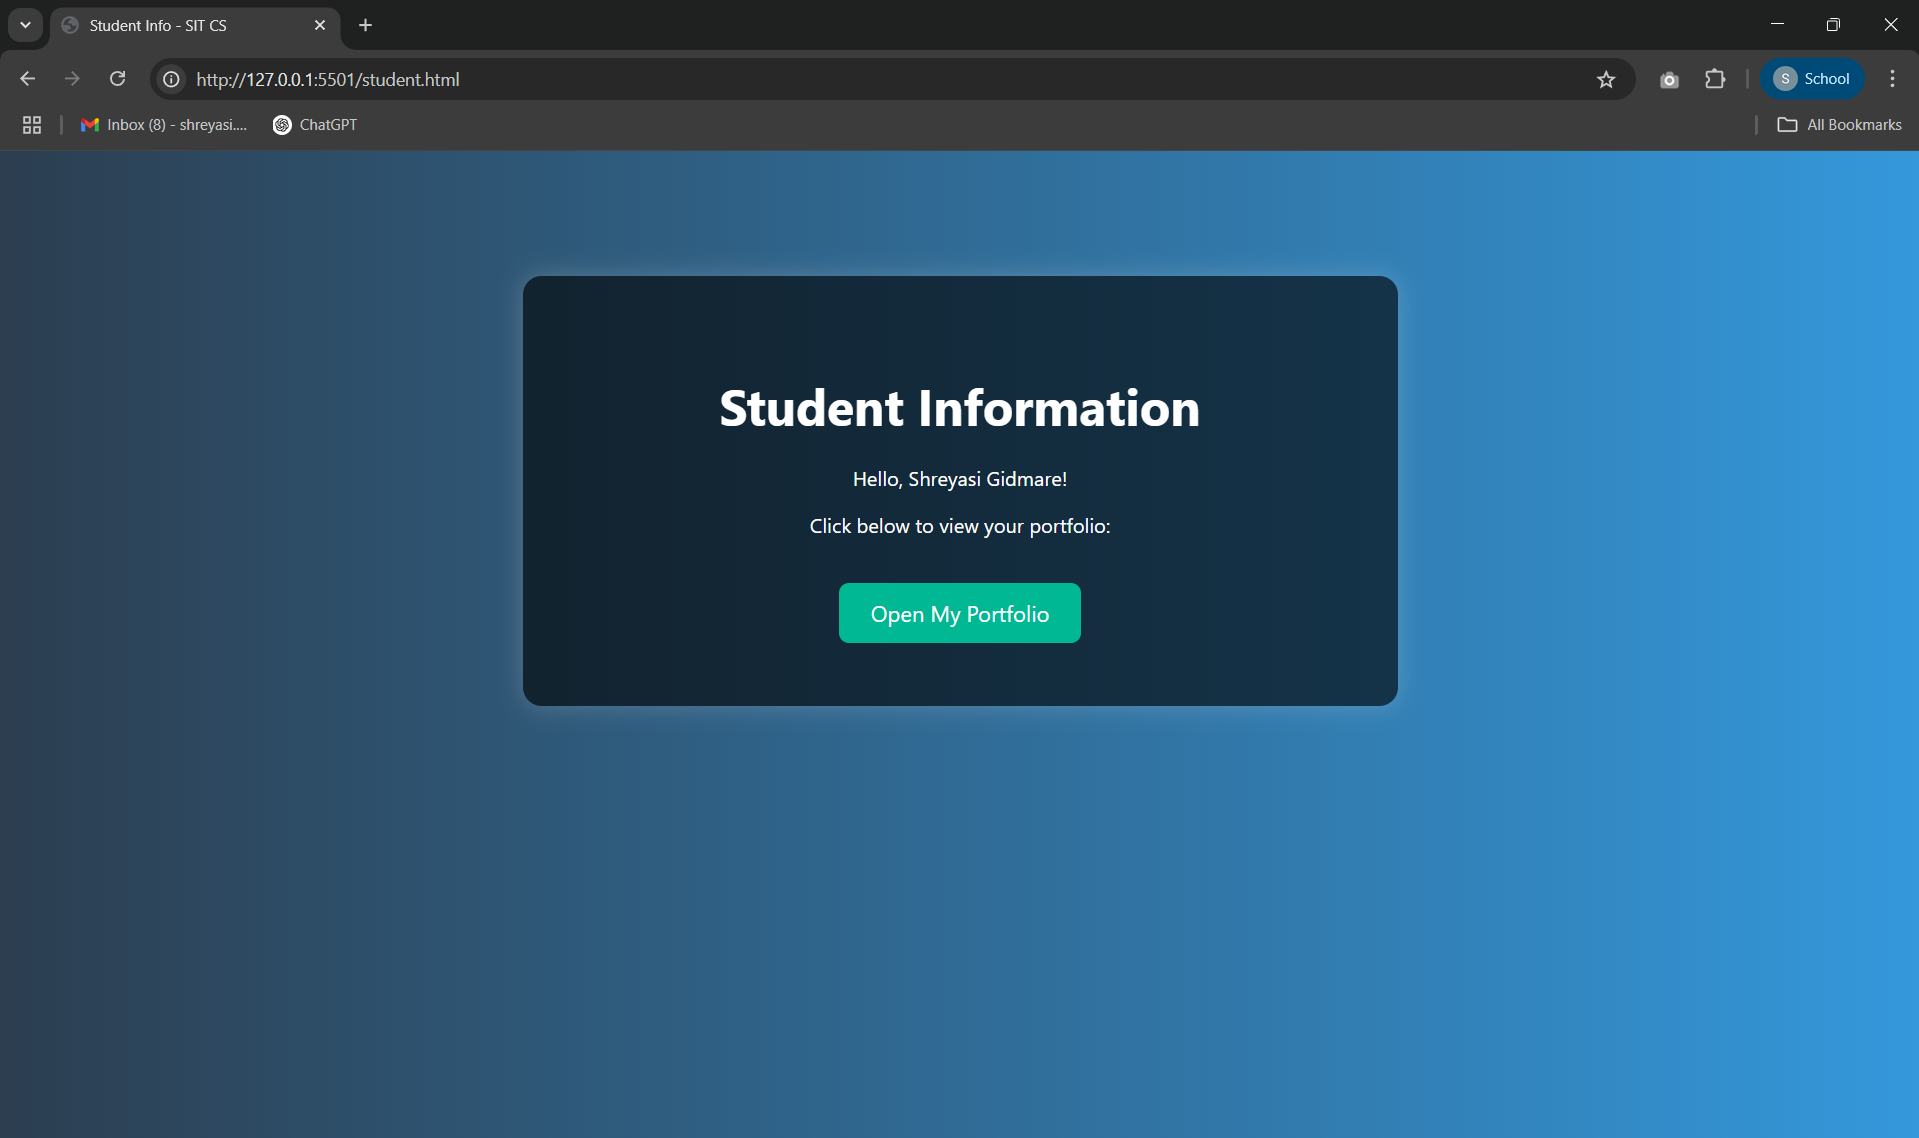 Student Info - SIT CS
http://127.0.0.1:5501/student.html
S School
Inbox (8) - shreyasi....
ChatGPT
All Bookmarks
Student Information
Hello, Shreyasi Gidmare!
Click below to view your portfolio:
Open My Portfolio